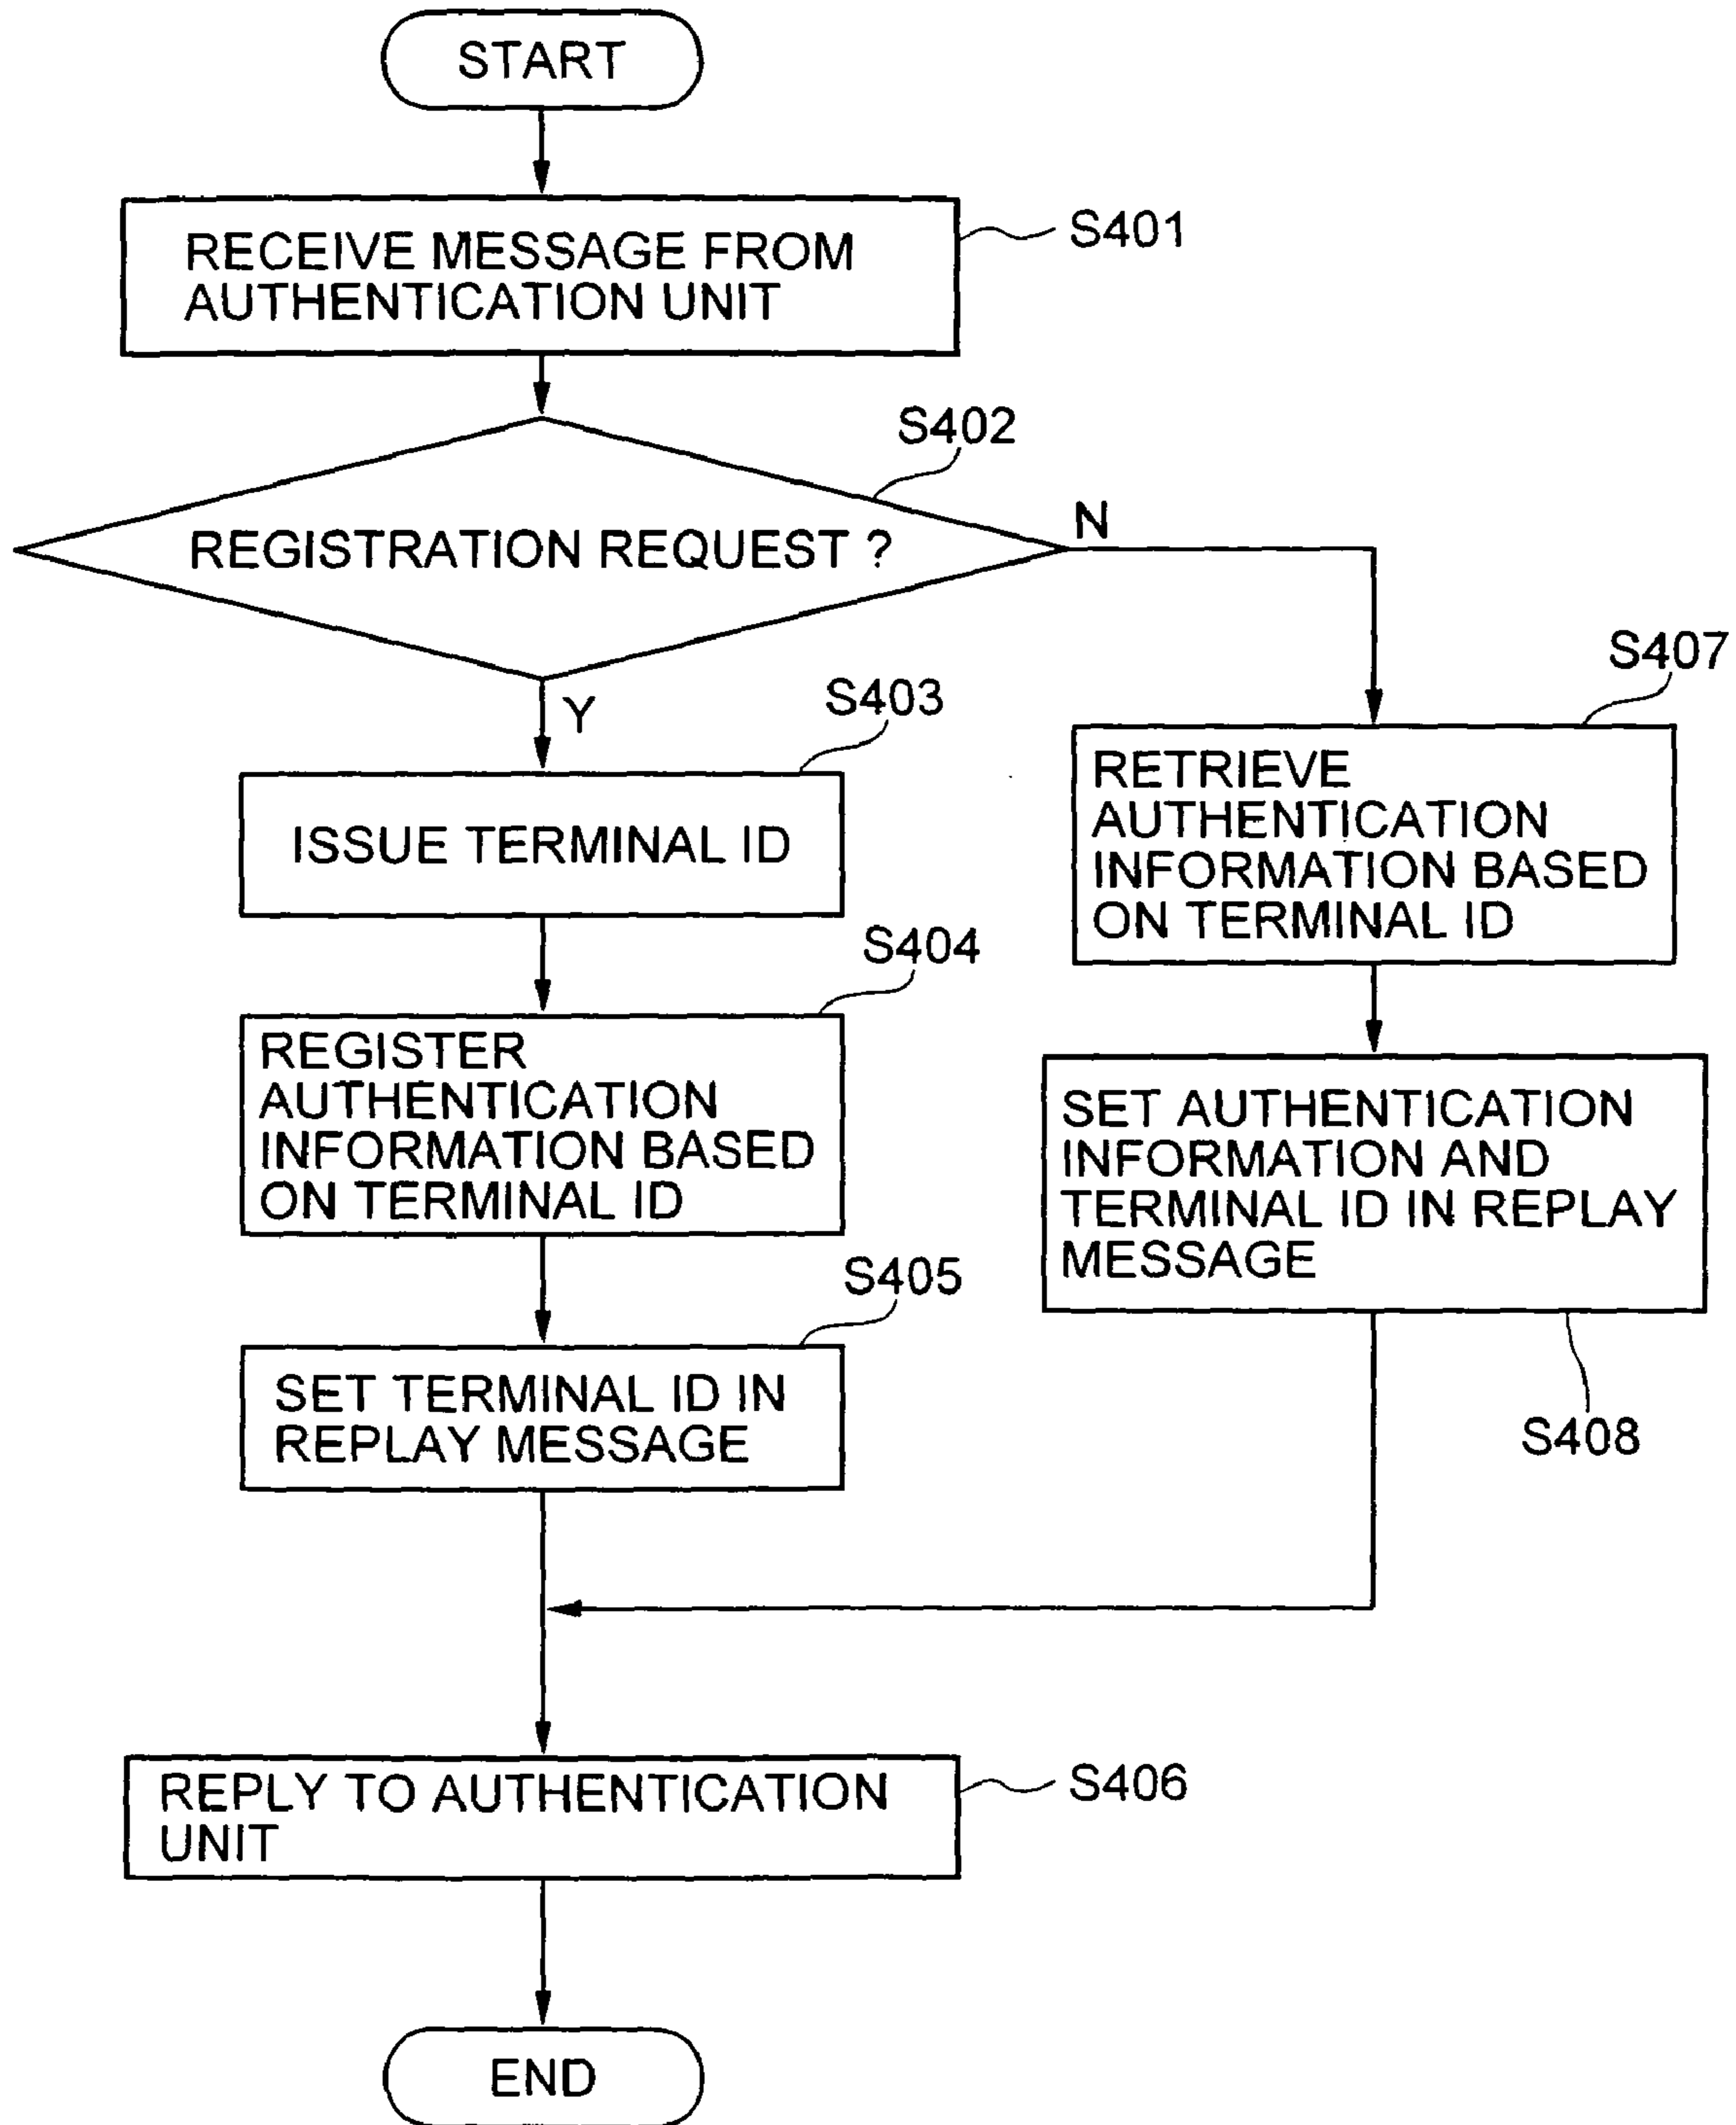 START
RECEIVE MESSAGE FROM
AUTHENTICATION UNIT
S401
S402
REGISTRATION REQUEST ?
N
Y
S403
ISSUE TERMINAL ID
S407
RETRIEVE
AUTHENTICATION
INFORMATION BASED
ON TERMINAL ID
S404
REGISTER
AUTHENTICATION
INFORMATION BASED
ON TERMINAL ID
SET AUTHENTICATION
INFORMATION AND
TERMINAL ID IN REPLAY
MESSAGE
S408
S405
SET TERMINAL ID IN
REPLAY MESSAGE
REPLY TO AUTHENTICATION
UNIT
S406
END